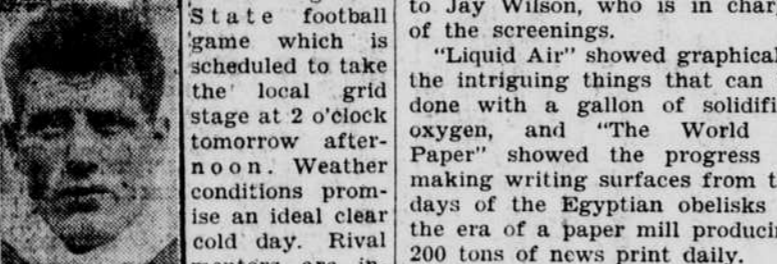 State football
game which is
scheduled to take
the local grid
stage at 2 o'clock
tomorrow after-
noon. Weather
conditions prom-
ise an ideal clear
cold day. Rival
to Jay Wilson, who is in char
of the screenings.
"Liquid Air" showed graphical
the intriguing things that can
done with a gallon of solidifi
oxygen, and "The World
Paper" showed the progress
making writing surfaces from t
days of the Egyptian obelisks
the era of a paper mill producin
200 tons of news print daily.